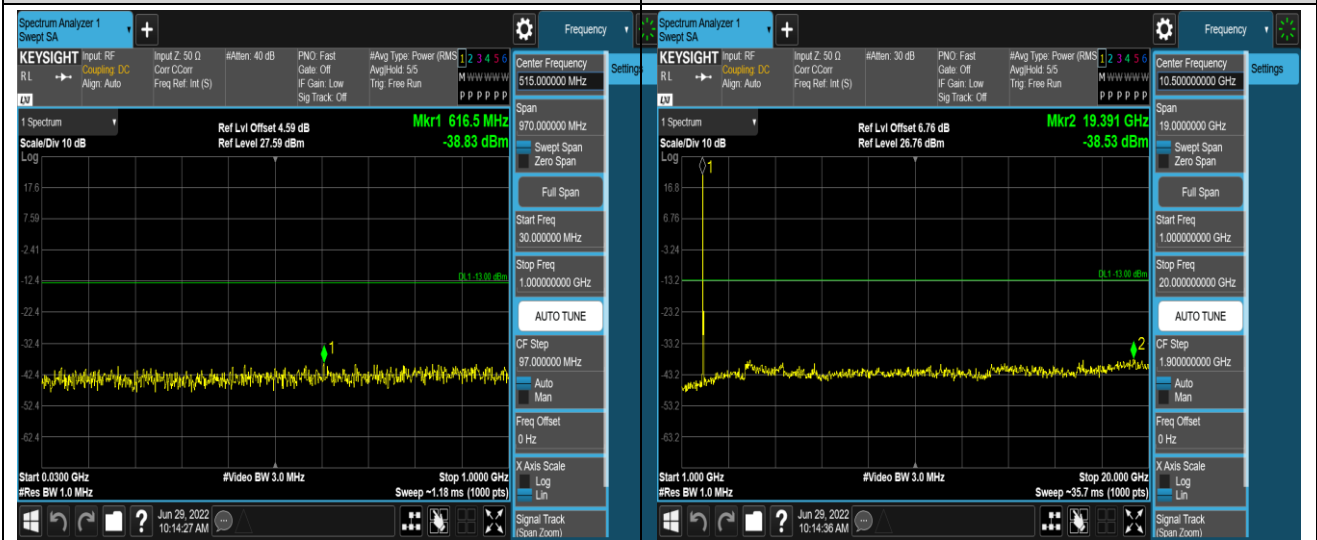 Spectrum Analyzer 1
Swept SA
+
Frequency
KEYSIGHT
Input: RF
Coupling: DC
Align: Auto
Input Z: 50 Ω
Corr CCorr
Freq Ref: Int (S)
#Atten: 40 dB
PNO: Fast
Gate: Off
IF Gain: Low
Sig Track: Off
#Avg Type: Power (RMS
Avg|Hold: 5/5
Trig: Free Run
1 2 3 4 5 6
M W W W W W
P P P P P P
RL
LXI
Center Frequency
515.000000 MHz
Settings
1 Spectrum
Scale/Div 10 dB
Ref Lvl Offset 4.59 dB
Ref Level 27.59 dBm
Mkr1 616.5 MHz
-38.83 dBm
Span
970.000000 MHz
Swept Span
Zero Span
Full Span
Start Freq
30.000000 MHz
Stop Freq
1.000000000 GHz
AUTO TUNE
CF Step
97.000000 MHz
Auto
Man
Freq Offset
0 Hz
X Axis Scale
Log
Lin
Signal Track
(Span Zoom)
Log
17.6
7.59
-2.41
-12.4
-22.4
-32.4
-42.4
-52.4
-62.4
DL1 -13.00 dBm
1
Start 0.0300 GHz
#Res BW 1.0 MHz
#Video BW 3.0 MHz
Stop 1.0000 GHz
Sweep ~1.18 ms (1000 pts)
?
Jun 29, 2022
10:14:27 AM
Spectrum Analyzer 1
Swept SA
+
Frequency
KEYSIGHT
Input: RF
Coupling: DC
Align: Auto
Input Z: 50 Ω
Corr CCorr
Freq Ref: Int (S)
#Atten: 30 dB
PNO: Fast
Gate: Off
IF Gain: Low
Sig Track: Off
#Avg Type: Power (RMS
Avg|Hold: 5/5
Trig: Free Run
1 2 3 4 5 6
M W W W W W
P P P P P P
RL
LXI
Center Frequency
10.500000000 GHz
Settings
1 Spectrum
Scale/Div 10 dB
Ref Lvl Offset 6.76 dB
Ref Level 26.76 dBm
Mkr2 19.391 GHz
-38.53 dBm
Span
19.0000000 GHz
Swept Span
Zero Span
Full Span
Start Freq
1.000000000 GHz
Stop Freq
20.000000000 GHz
AUTO TUNE
CF Step
1.900000000 GHz
Auto
Man
Freq Offset
0 Hz
X Axis Scale
Log
Lin
Signal Track
(Span Zoom)
Log
1
16.8
6.76
-3.24
-13.2
-23.2
-33.2
-43.2
-53.2
-63.2
DL1 -13.00 dBm
2
Start 1.000 GHz
#Res BW 1.0 MHz
#Video BW 3.0 MHz
Stop 20.000 GHz
Sweep ~35.7 ms (1000 pts)
?
Jun 29, 2022
10:14:36 AM